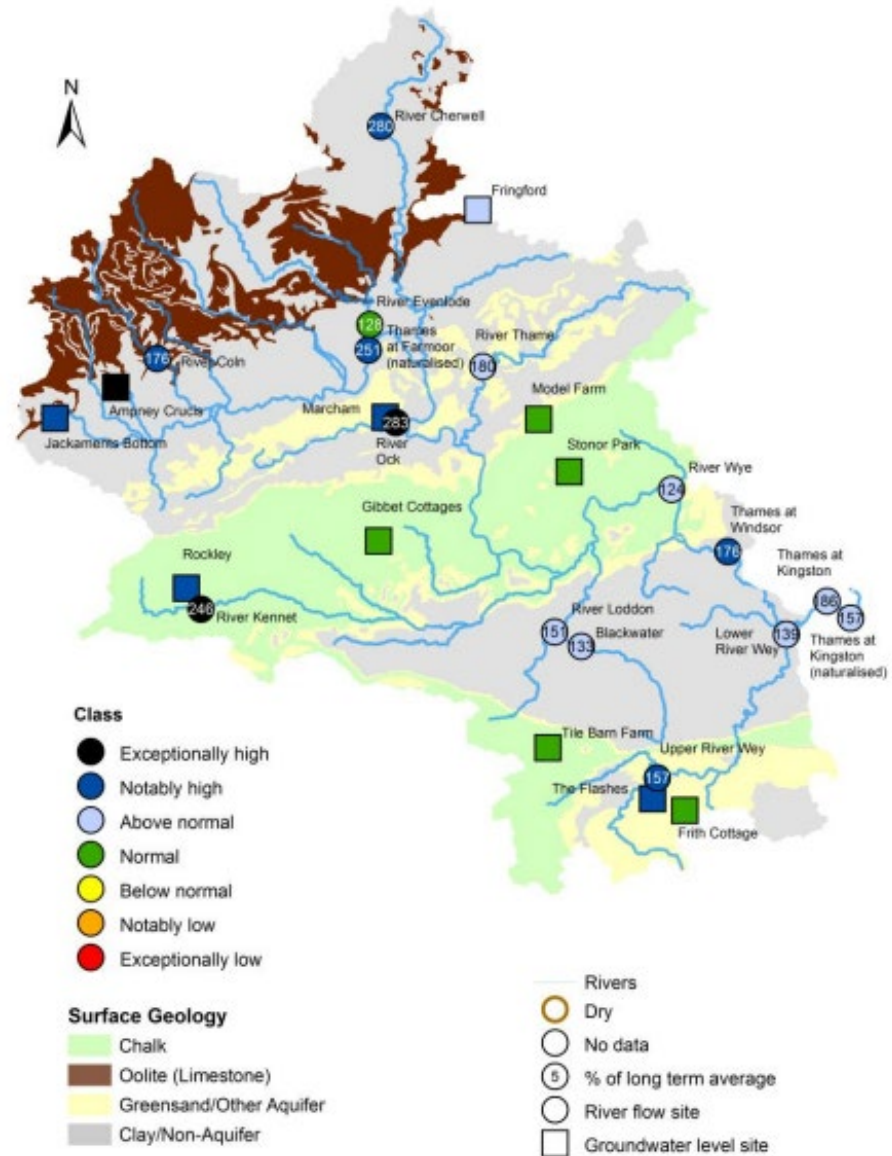 N
280
River Cherwell
Fringford
River Evenlode
128
Thames
at Farmoor
(naturalised)
251
River Thame
180
176
River Coln
Ampney Crucis
Jackaments Bottom
Marcham
283
River
Ock
Model Farm
Stonor Park
River Wye
124
Gibbet Cottages
Thames at
Windsor
176
Rockley
246
River Kennet
Thames at
Kingston
186
157
Thames at
Kingston
(naturalised)
River Loddon
151
Blackwater
133
Lower
River Wey
139
Tile Barn Farm
Upper River Wey
157
The Flashes
Frith Cottage
Class
Exceptionally high
Notably high
Above normal
Normal
Below normal
Notably low
Exceptionally low
Surface Geology
Chalk
Oolite (Limestone)
Greensand/Other Aquifer
Clay/Non-Aquifer
Rivers
Dry
No data
5 % of long term average
River flow site
Groundwater level site